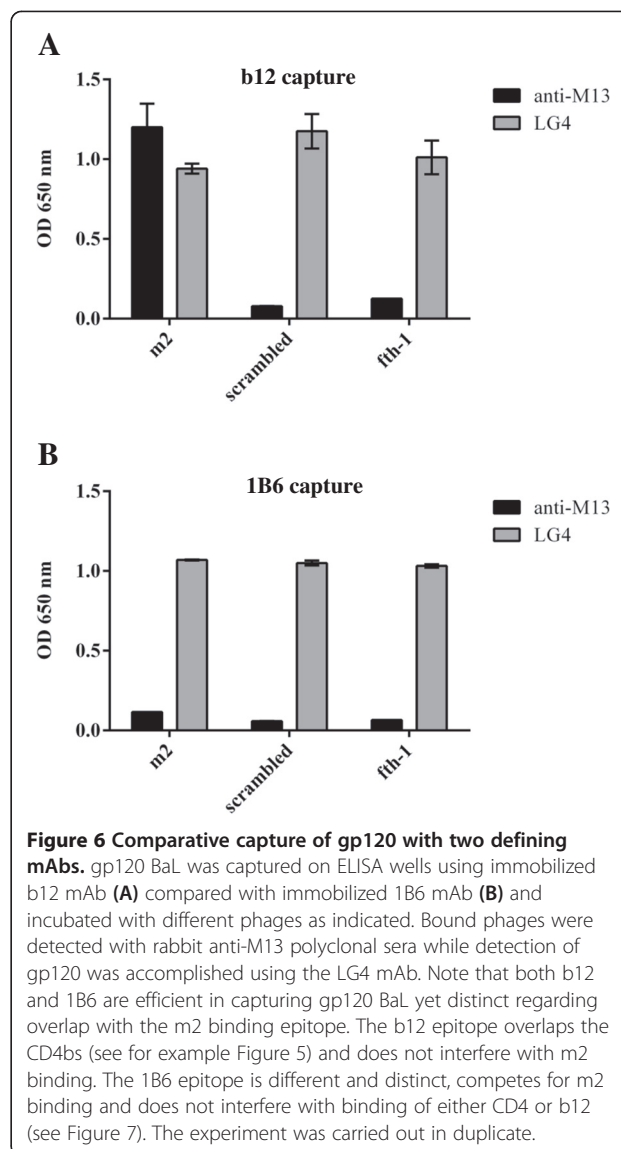 A
b12 capture
1.5
1.0
0.5
0.0
OD 650 nm
anti-M13
LG4
m2
scrambled
fth-1
B
1B6 capture
1.5
1.0
0.5
0.0
OD 650 nm
anti-M13
LG4
m2
scrambled
fth-1
Figure 6 Comparative capture of gp120 with two defining
mAbs. gp120 BaL was captured on ELISA wells using immobilized
b12 mAb (A) compared with immobilized 1B6 mAb (B) and
incubated with different phages as indicated. Bound phages were
detected with rabbit anti-M13 polyclonal sera while detection of
gp120 was accomplished using the LG4 mAb. Note that both b12
and 1B6 are efficient in capturing gp120 BaL yet distinct regarding
overlap with the m2 binding epitope. The b12 epitope overlaps the
CD4bs (see for example Figure 5) and does not interfere with m2
binding. The 1B6 epitope is different and distinct, competes for m2
binding and does not interfere with binding of either CD4 or b12
(see Figure 7). The experiment was carried out in duplicate.